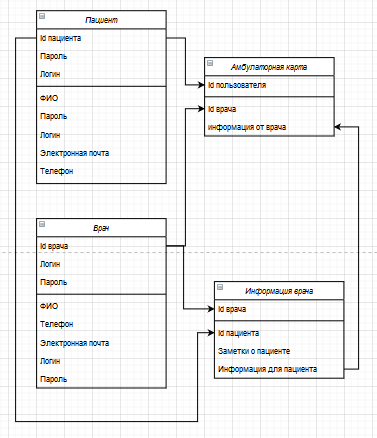 Пациент
Id пациента
Пароль
Логин
ФИО
Пароль
Логин
Электронная почта
Телефон
Амбулаторная карта
Id пользователя
Id врача
информация от врача
Врач
Id врача
Логин
Пароль
ФИО
Телефон
Электронная почта
Логин
Пароль
Информация врача
Id врача
Id пациента
Заметки о пациенте
Информация для пациента